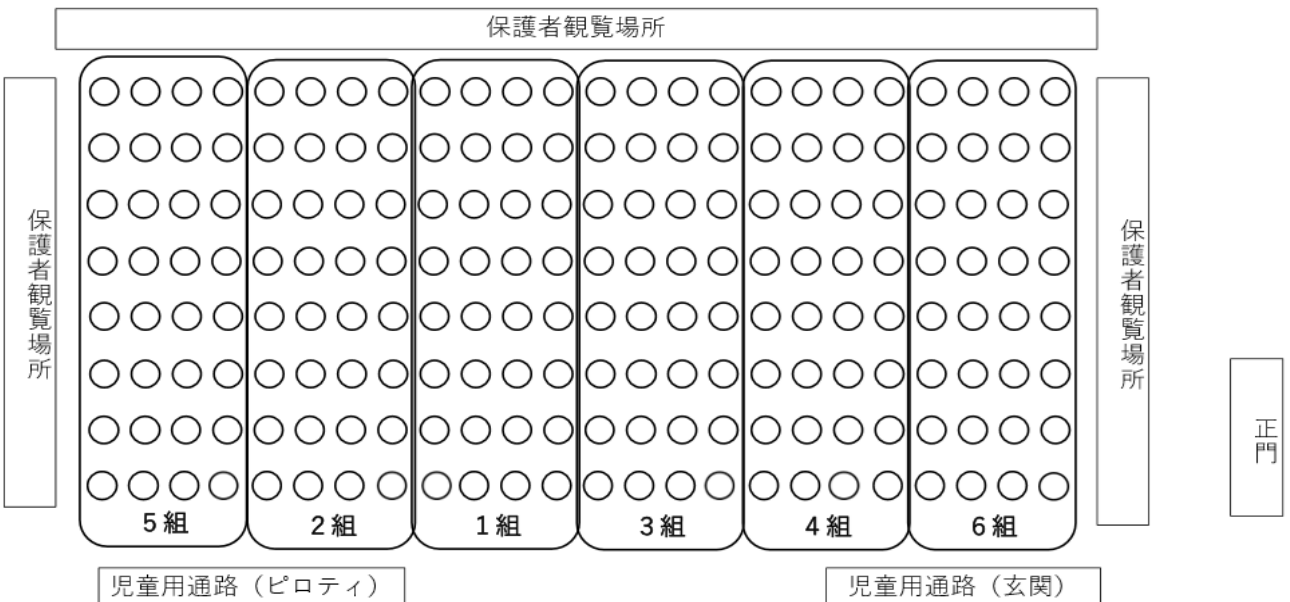 保護者観覧場所
保護者観覧場所
保護者観覧場所
正門
5組
2組
1組
3組
4組
6組
児童用通路（ピロティ）
児童用通路（玄関）